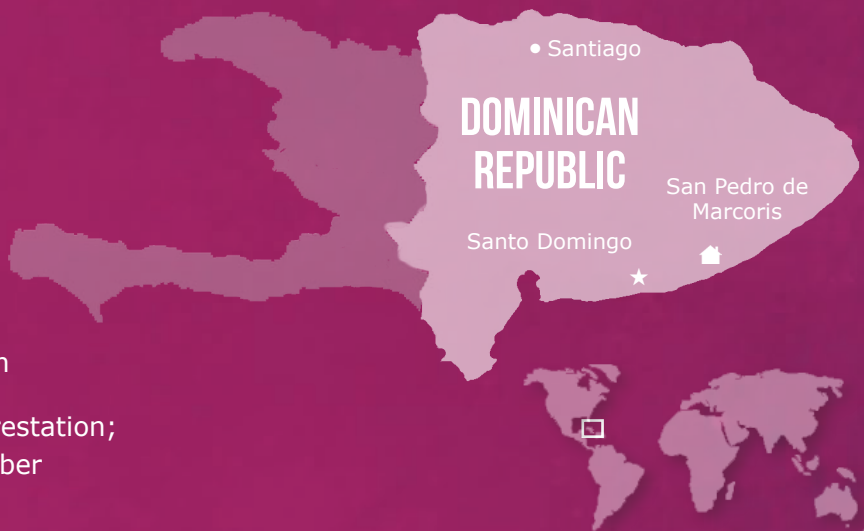 Santiago
DOMINICAN
REPUBLIC
San Pedro de
Marcoris
Santo Domingo